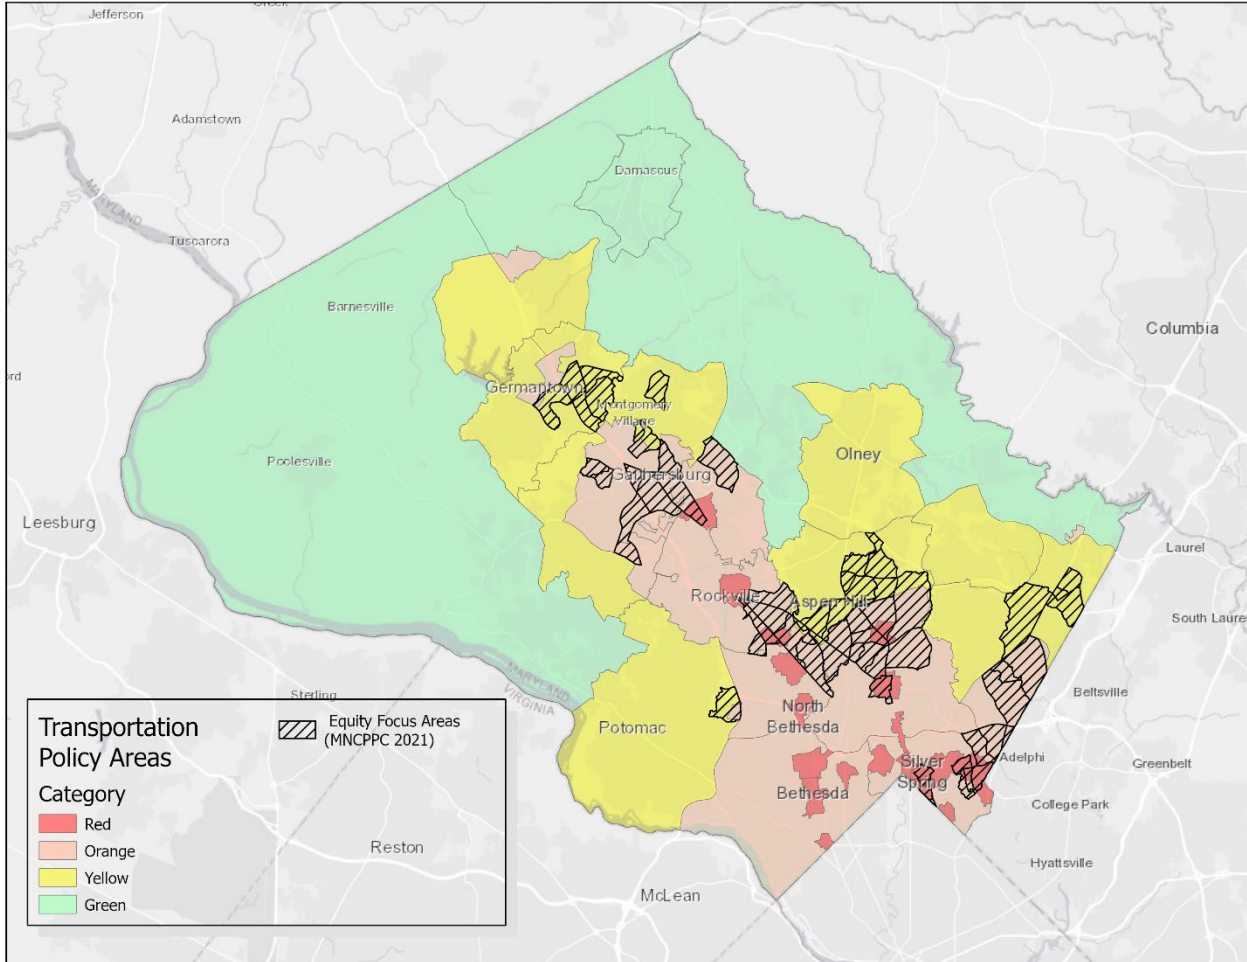 Jefferson
Creek
Adamstown
Damascus
MARYLAND
Tuscarora
Barnesville
Columbia
ord
Germantown
Montgomery
Village
Olney
Poolesville
Gaithersburg
Leesburg
Laurel
Rockville
Aspen Hill
South Laurel
MARYLAND
VIRGINIA
Sterling
Beltsville
North
Bethesda
Potomac
Adelphi
Silver
Spring
Greenbelt
Bethesda
College Park
Reston
Hyattsville
McLean
Transportation
Policy Areas
Category
Red
Orange
Yellow
Green
Equity Focus Areas
(MNCPPC 2021)